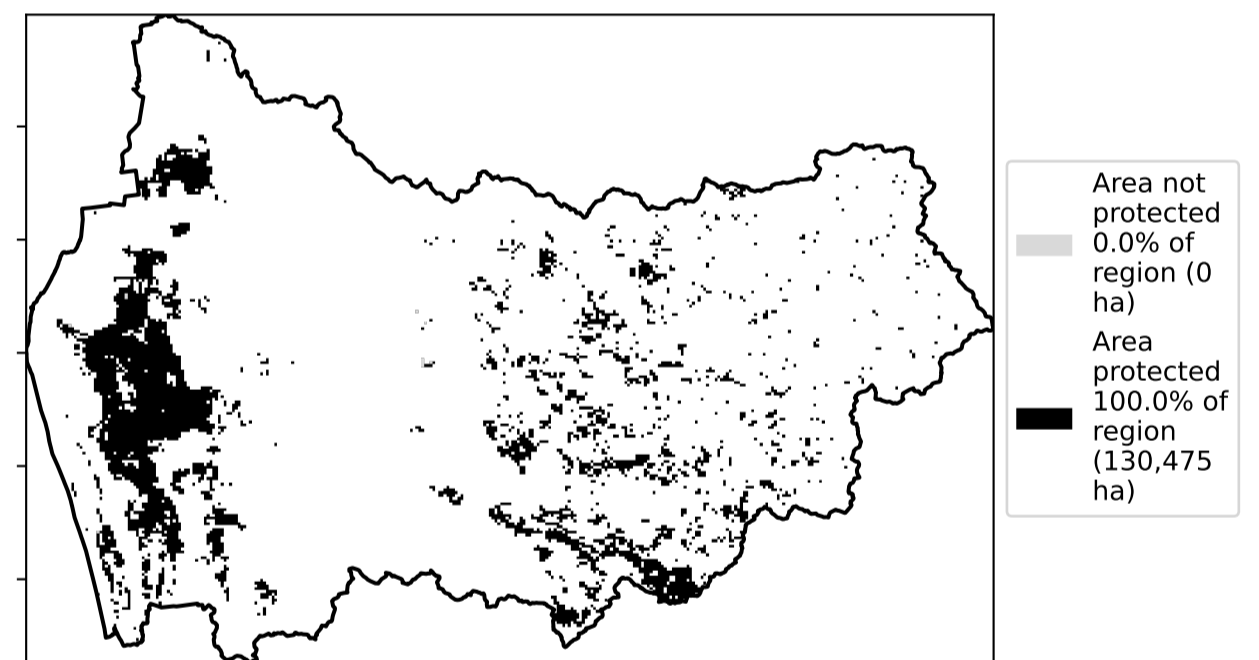 Area not
protected
0.0% of
region (0
ha)
Area
protected
100.0% of
region
(130,475
ha)